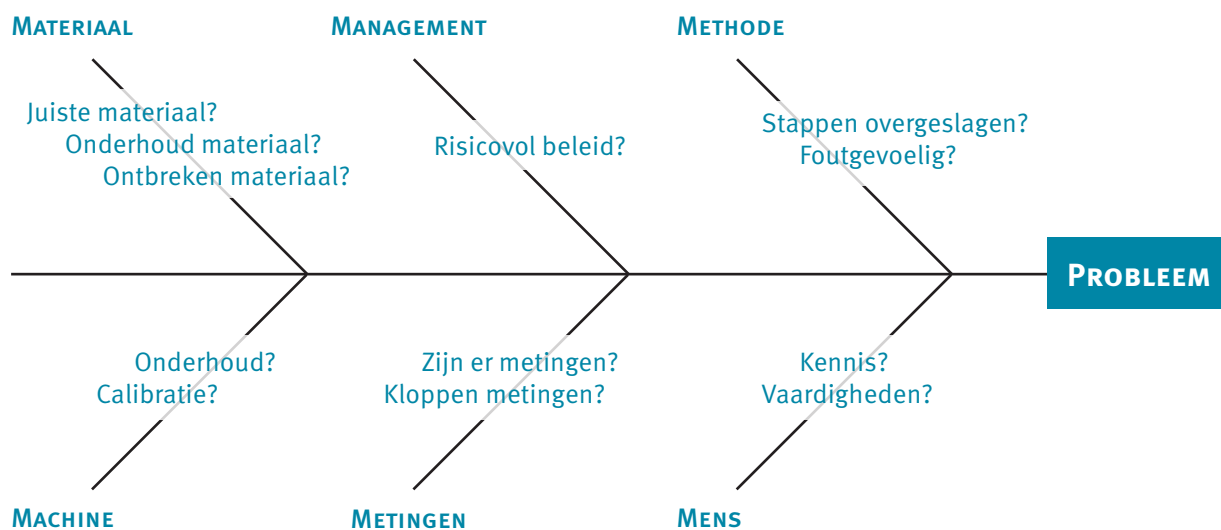 MATERIAAL
MANAGEMENT
METHODE
Juiste materiaal?
Onderhoud materiaal?
Ontbreken materiaal?
Risicovol beleid?
Stappen overgeslagen?
Foutgevoelig?
PROBLEEM
Onderhoud?
Calibratie?
Zijn er metingen?
Kloppen metingen?
Kennis?
Vaardigheden?
MACHINE
METINGEN
MENS